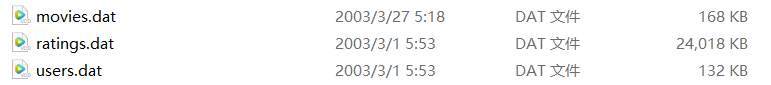 movies.dat 2003/3/27 5:18 DAT 文件 168 KB
ratings.dat 2003/3/1 5:53 DAT 文件 24,018 KB
users.dat 2003/3/1 5:53 DAT 文件 132 KB